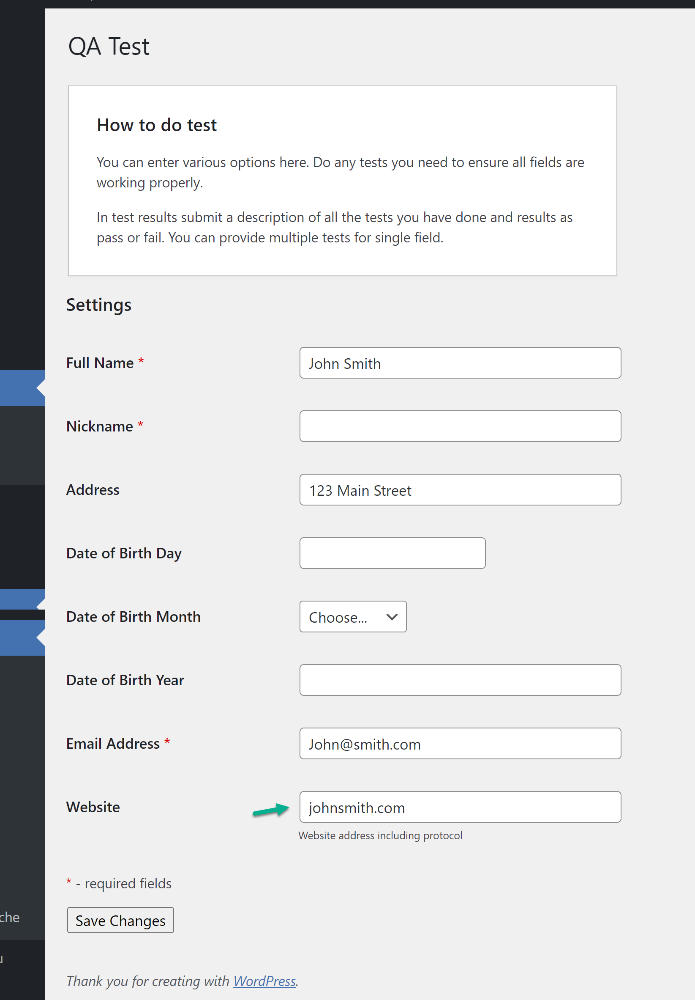 QA Test
How to do test
You can enter various options here. Do any tests you need to ensure all fields are
working properly.
In test results submit a description of all the tests you have done and results as
pass or fail. You can provide multiple tests for single field.
Settings
Full Name *
John Smith
Nickname *
Address
123 Main Street
Date of Birth Day
Date of Birth Month
Choose...
Date of Birth Year
Email Address *
John@smith.com
Website
johnsmith.com
Website address including protocol
* - required fields
che
Save Changes
Thank you for creating with WordPress.